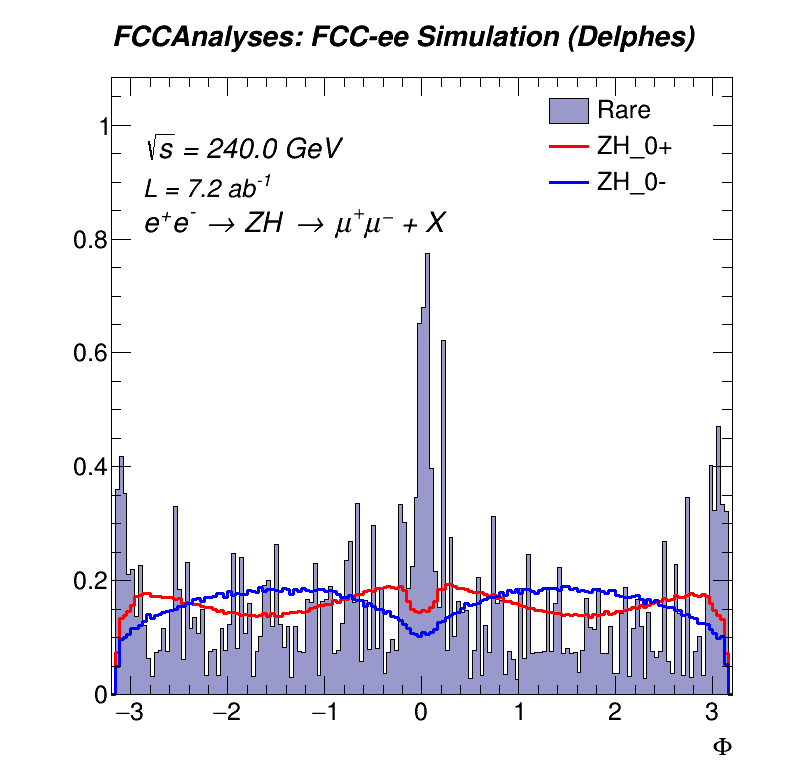 FCCAnalyses: FCC-ee Simulation (Delphes)
√s = 240.0 GeV
L = 7.2 ab⁻¹
e⁺e⁻ → ZH → μ⁺μ⁻ + X
Rare
ZH_0+
ZH_0-
1
0.8
0.6
0.4
0.2
0
−3 −2 −1 0 1 2 3
Φ